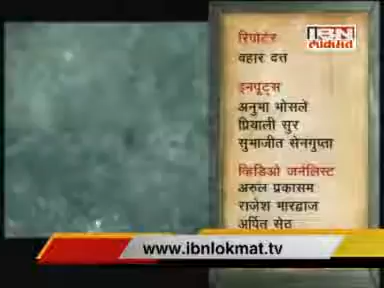 IBN
लोकमत
रिपोर्टर
बहार दत्त
इनपूट्स
अनुभा भोसले
प्रियाली सुर
सुभाजीत सेनगुप्ता
व्हिडिओ जर्नलिस्ट
अरुल प्रकासम
राजेश भारद्वाज
अर्पित सेठ
www.ibnlokmat.tv